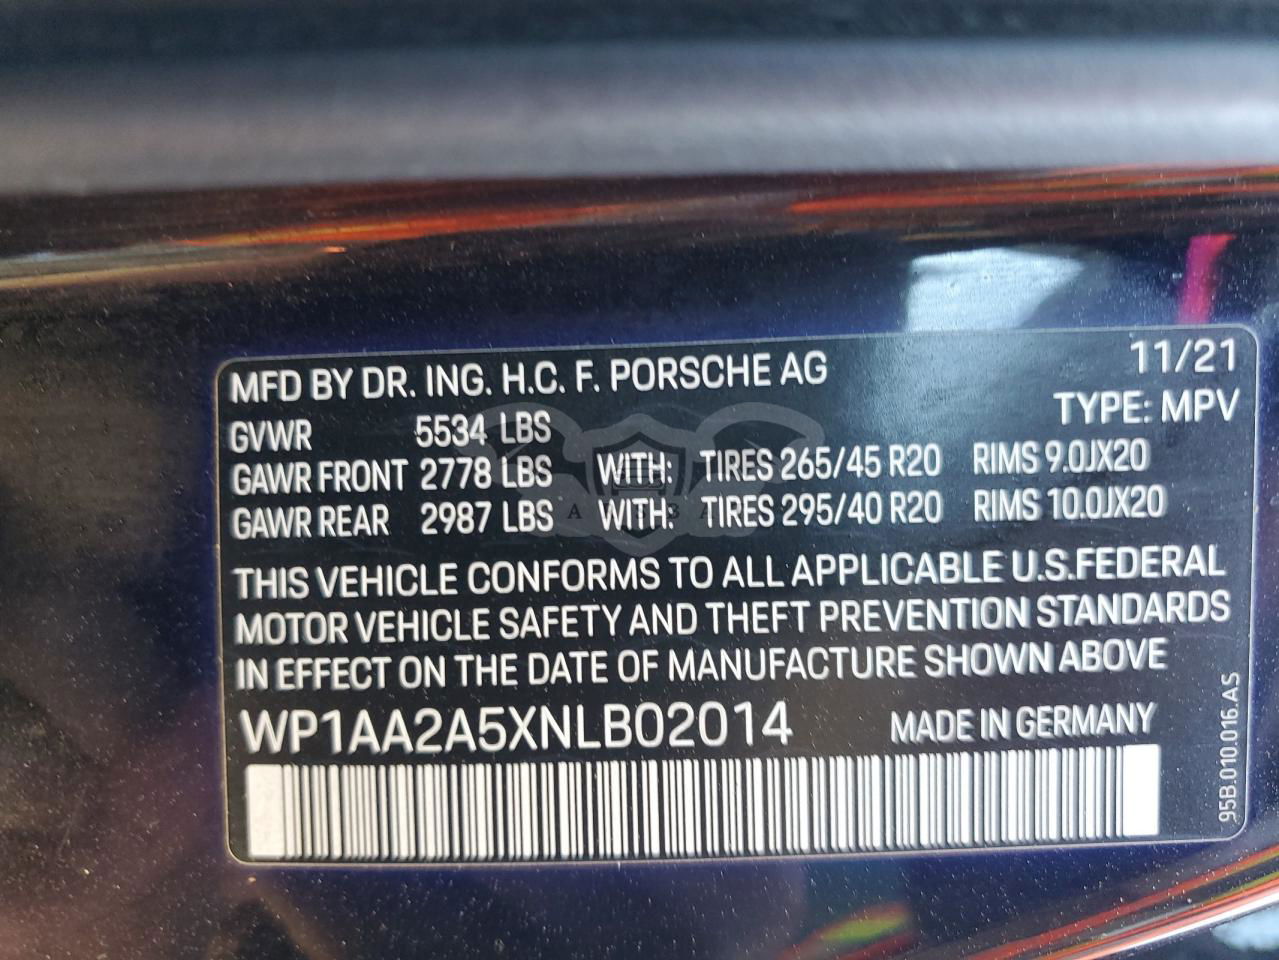 MFD BY DR. ING. H.C. F. PORSCHE AG 11/21
TYPE: MPV
GVWR 5534 LBS
GAWR FRONT 2778 LBS WITH: TIRES 265/45 R20 RIMS 9.0JX20
GAWR REAR 2987 LBS WITH: TIRES 295/40 R20 RIMS 10.0JX20
THIS VEHICLE CONFORMS TO ALL APPLICABLE U.S.FEDERAL
MOTOR VEHICLE SAFETY AND THEFT PREVENTION STANDARDS
IN EFFECT ON THE DATE OF MANUFACTURE SHOWN ABOVE
WP1AA2A5XNLB02014 MADE IN GERMANY
95B.010.016.AS